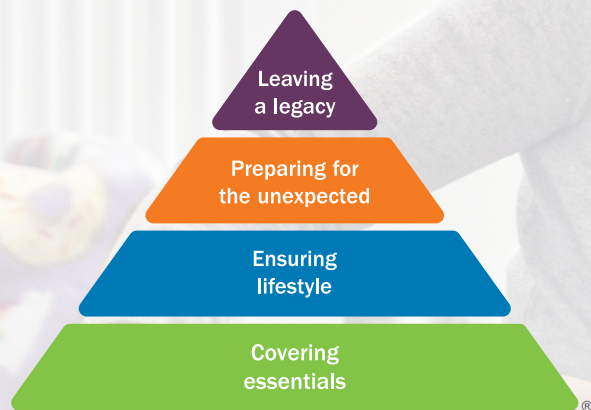 Leaving
a legacy
Preparing for
the unexpected
Ensuring
lifestyle
Covering
essentials
®